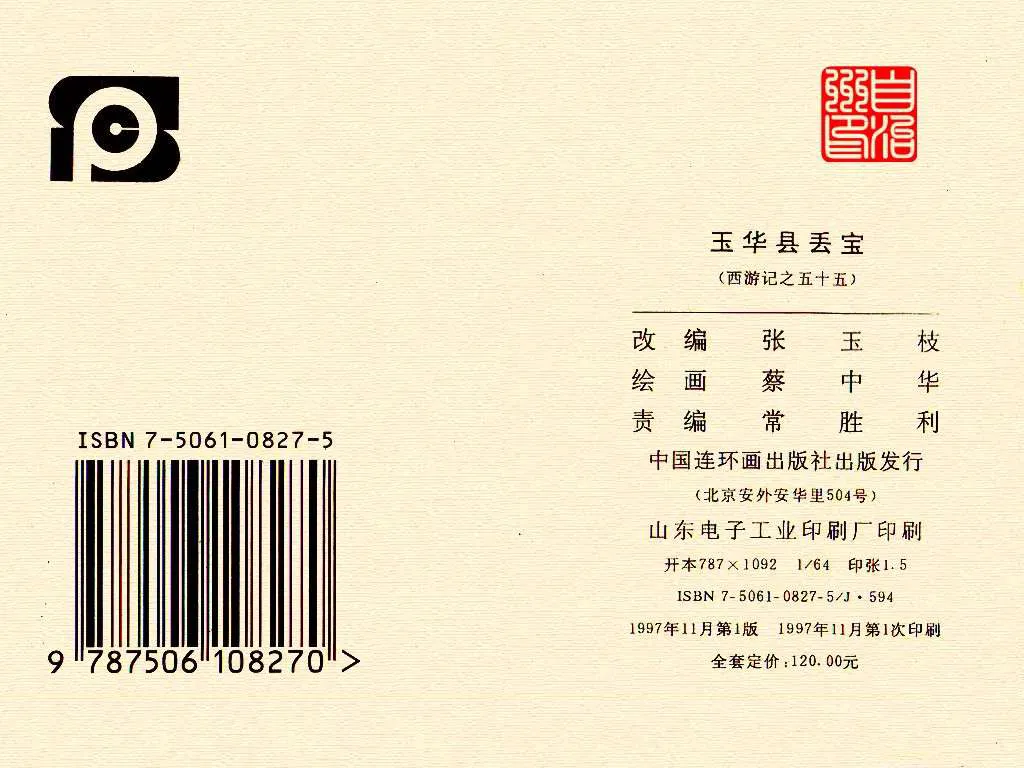 玉华县丢宝
（西游记之五十五）
改编 张玉枝
绘画 蔡中华
责编 常胜利
中国连环画出版社出版发行
（北京安外安华里504号）
山东电子工业印刷厂印刷
开本787×1092 1/64 印张1.5
ISBN 7-5061-0827-5/J·594
1997年11月第1版 1997年11月第1次印刷
全套定价:120.00元
ISBN 7-5061-0827-5
9 787506 108270 >